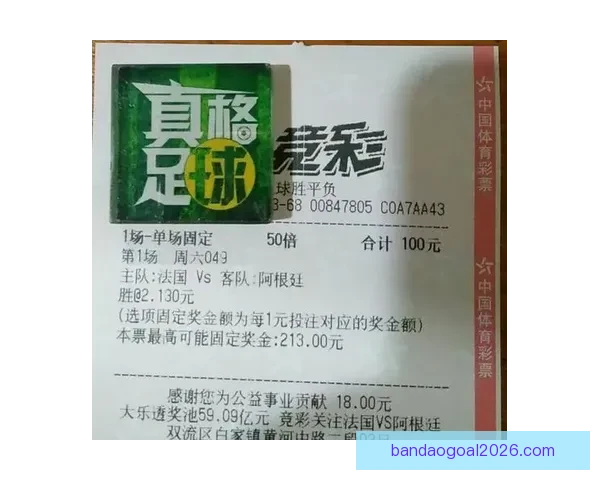 真格
足球
竞彩
球胜平负
3-68 00847805 C0A7AA43
1场-单场固定 50倍 合计 100元
第1场 周六049
主队:法国 Vs 客队:阿根廷
胜@2.130元
(选项固定奖金额为每1元投注对应的奖金额)
本票最高可能固定奖金:213.00元
感谢您为公益事业贡献 18.00元
大乐透奖池59.09亿元 竞彩关注法国VS阿根廷
双流区白家镇黄河中路二段
中国体育彩票
中国体育彩票
bandaogoal2026.com